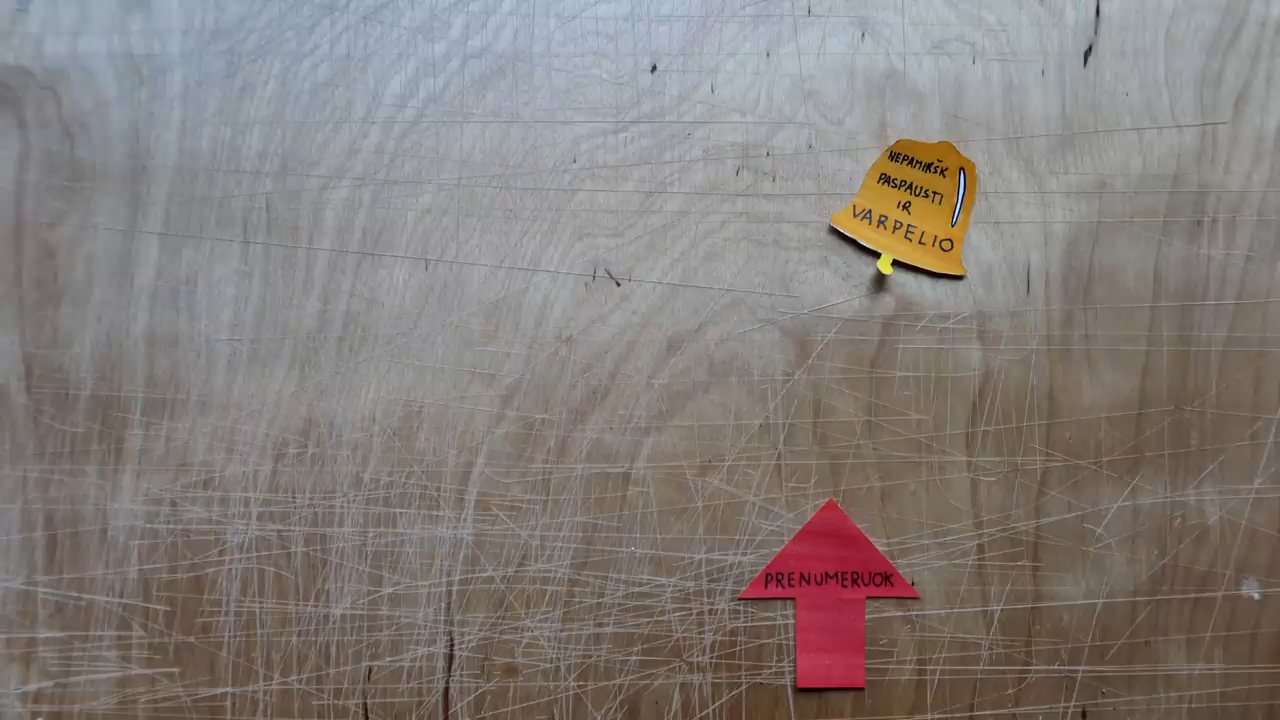 NEPAMIRŠK
PASPAUSTI
IR
VARPELIO
PRENUMERUOK